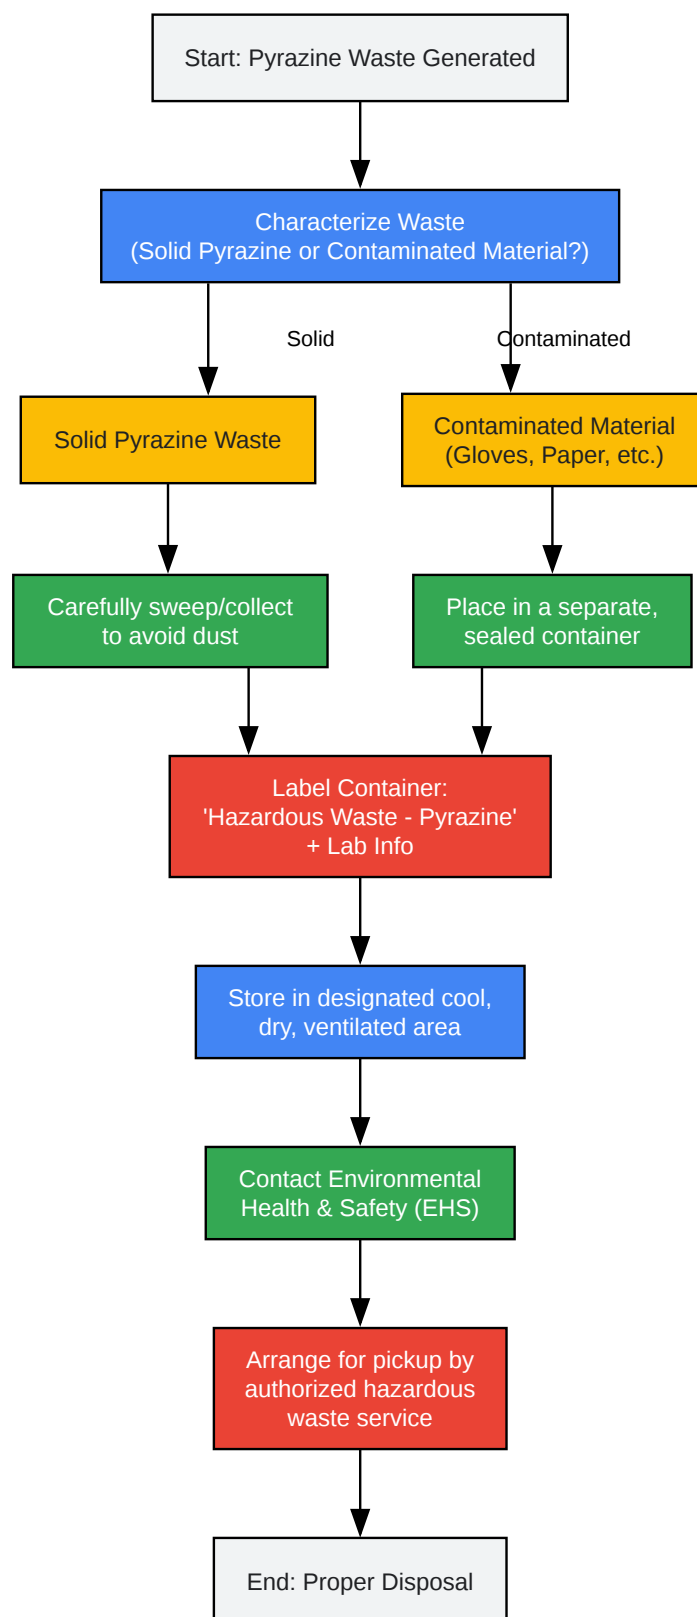 Start: Pyrazine Waste Generated
Characterize Waste
(Solid Pyrazine or Contaminated Material?)
Solid
Contaminated
Solid Pyrazine Waste
Contaminated Material
(Gloves, Paper, etc.)
Carefully sweep/collect
to avoid dust
Place in a separate,
sealed container
Label Container:
'Hazardous Waste - Pyrazine'
+ Lab Info
Store in designated cool,
dry, ventilated area
Contact Environmental
Health & Safety (EHS)
Arrange for pickup by
authorized hazardous
waste service
End: Proper Disposal